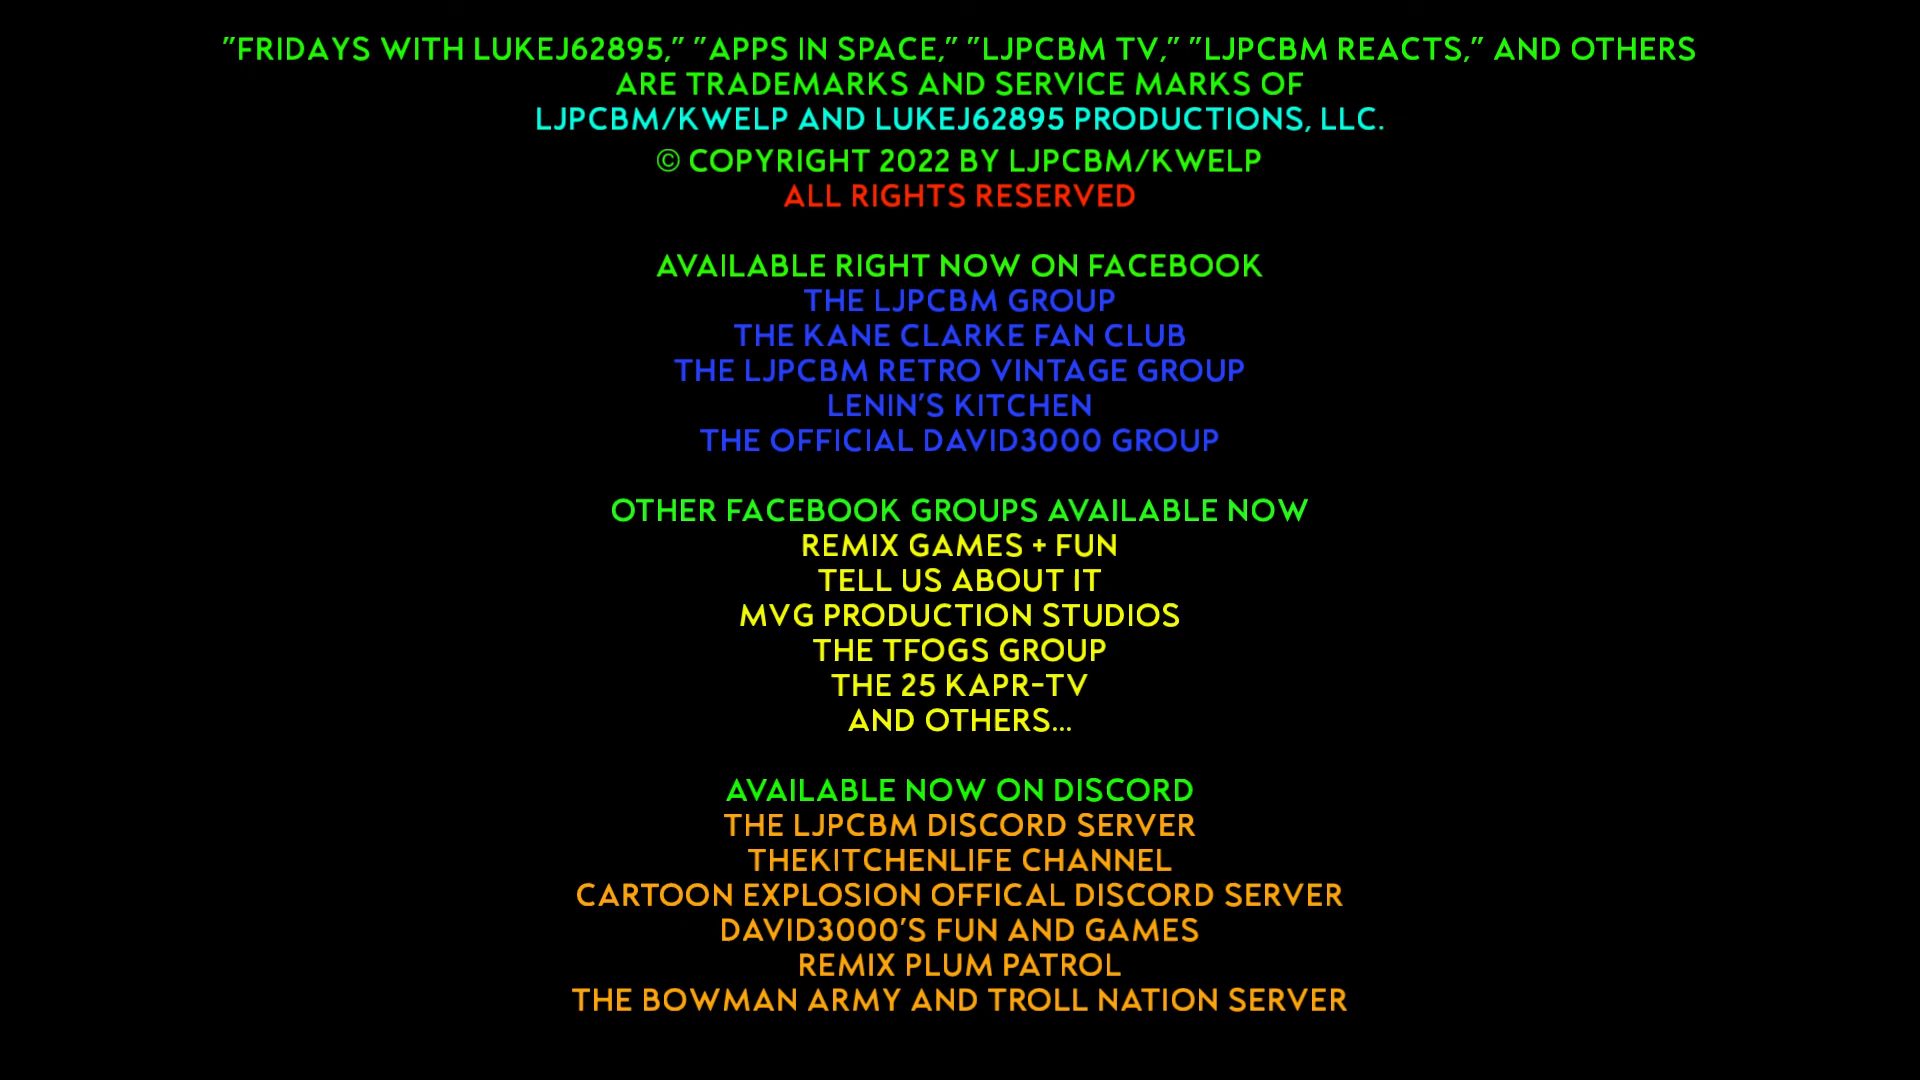 "FRIDAYS WITH LUKEJ62895," "APPS IN SPACE," "LJPCBM TV," "LJPCBM REACTS," AND OTHERS
ARE TRADEMARKS AND SERVICE MARKS OF
LJPCBM/KWELP AND LUKEJ62895 PRODUCTIONS, LLC.
© COPYRIGHT 2022 BY LJPCBM/KWELP
ALL RIGHTS RESERVED
AVAILABLE RIGHT NOW ON FACEBOOK
THE LJPCBM GROUP
THE KANE CLARKE FAN CLUB
THE LJPCBM RETRO VINTAGE GROUP
LENIN'S KITCHEN
THE OFFICIAL DAVID3000 GROUP
OTHER FACEBOOK GROUPS AVAILABLE NOW
REMIX GAMES + FUN
TELL US ABOUT IT
MVG PRODUCTION STUDIOS
THE TFOGS GROUP
THE 25 KAPR-TV
AND OTHERS...
AVAILABLE NOW ON DISCORD
THE LJPCBM DISCORD SERVER
THEKITCHENLIFE CHANNEL
CARTOON EXPLOSION OFFICAL DISCORD SERVER
DAVID3000'S FUN AND GAMES
REMIX PLUM PATROL
THE BOWMAN ARMY AND TROLL NATION SERVER